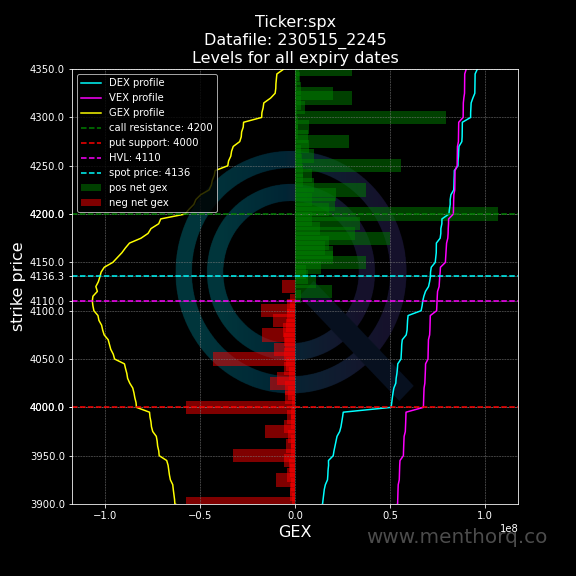 Ticker:spx
Datafile: 230515_2245
Levels for all expiry dates
DEX profile
VEX profile
GEX profile
call resistance: 4200
put support: 4000
HVL: 4110
spot price: 4136
pos net gex
neg net gex
strike price
4350.0
4300.0
4250.0
4200.0
4150.0
4136.3
4110.0
4100.0
4050.0
4000.0
3950.0
3900.0
−1.0 −0.5 0.0 0.5 1.0
1e8
GEX
www.menthorq.co